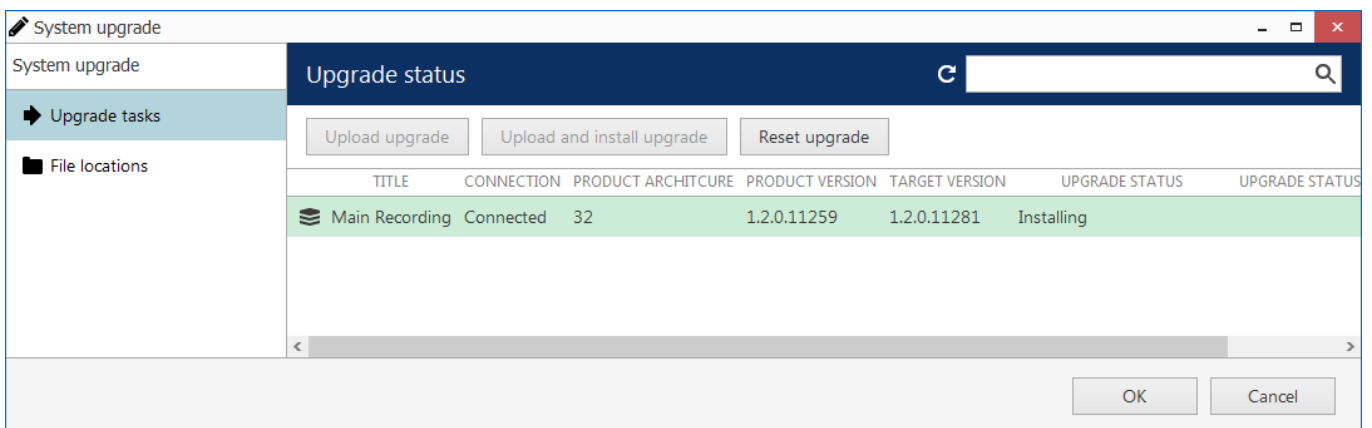 System upgrade
System upgrade
Upgrade tasks
File locations
Upgrade status
Upload upgrade Upload and install upgrade Reset upgrade
TITLE CONNECTION PRODUCT ARCHITCURE PRODUCT VERSION TARGET VERSION UPGRADE STATUS UPGRADE STATUS
Main Recording Connected 32 1.2.0.11259 1.2.0.11281 Installing
OK Cancel